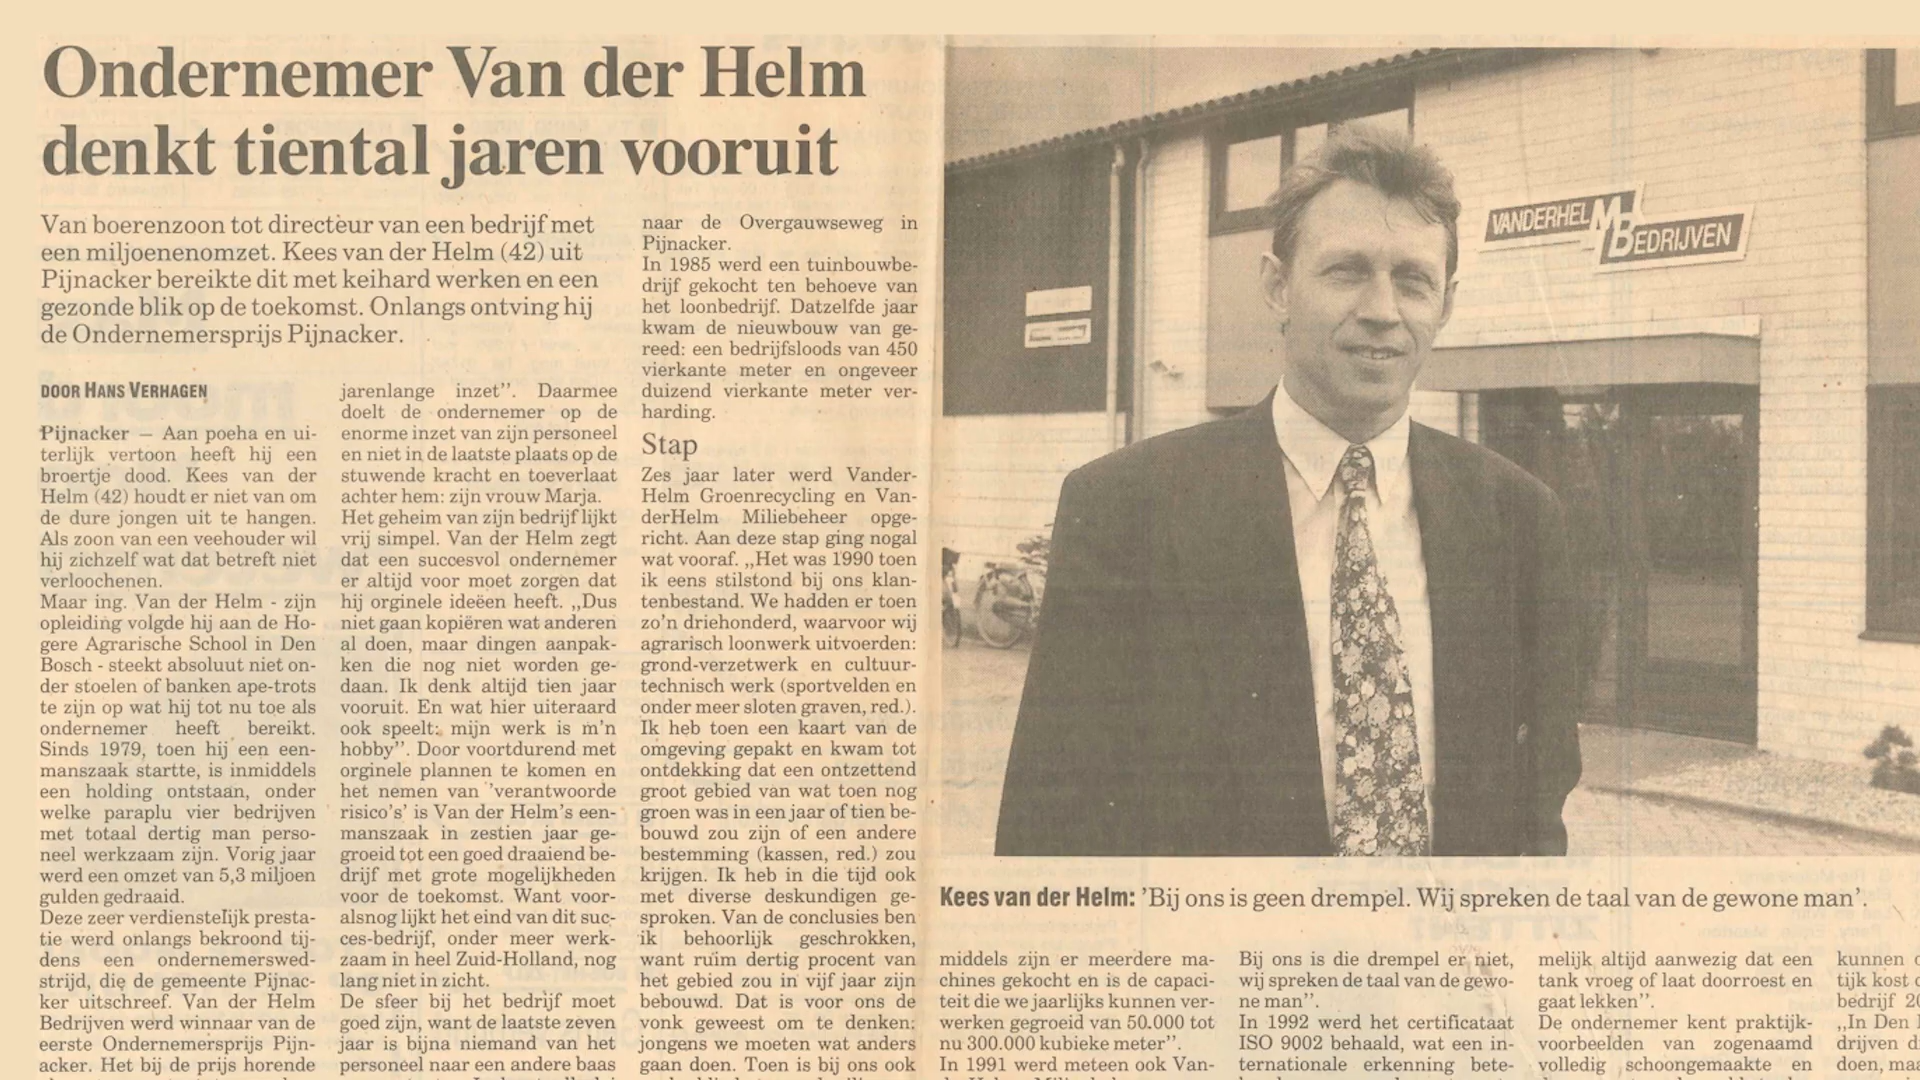 Ondernemer Van der Helm
denkt tiental jaren vooruit
Van boerenzoon tot directeur van een bedrijf met
een miljoenenomzet. Kees van der Helm (42) uit
Pijnacker bereikte dit met keihard werken en een
gezonde blik op de toekomst. Onlangs ontving hij
de Ondernemersprijs Pijnacker.
DOOR HANS VERHAGEN
Pijnacker — Aan poeha en ui-
terlijk vertoon heeft hij een
broertje dood. Kees van der
Helm (42) houdt er niet van om
de dure jongen uit te hangen.
Als zoon van een veehouder wil
hij zichzelf wat dat betreft niet
verloochenen.
Maar ing. Van der Helm - zijn
opleiding volgde hij aan de Ho-
gere Agrarische School in Den
Bosch - steekt absoluut niet on-
der stoelen of banken ape-trots
te zijn op wat hij tot nu toe als
ondernemer heeft bereikt.
Sinds 1979, toen hij een een-
manszaak startte, is inmiddels
een holding ontstaan, onder
welke paraplu vier bedrijven
met totaal dertig man perso-
neel werkzaam zijn. Vorig jaar
werd een omzet van 5,3 miljoen
gulden gedraaid.
Deze zeer verdienstelijk presta-
tie werd onlangs bekroond tij-
dens een ondernemerswed-
strijd, die de gemeente Pijnac-
ker uitschreef. Van der Helm
Bedrijven werd winnaar van de
eerste Ondernemersprijs Pijn-
acker. Het bij de prijs horende
jarenlange inzet”. Daarmee
doelt de ondernemer op de
enorme inzet van zijn personeel
en niet in de laatste plaats op de
stuwende kracht en toeverlaat
achter hem: zijn vrouw Marja.
Het geheim van zijn bedrijf lijkt
vrij simpel. Van der Helm zegt
dat een succesvol ondernemer
er altijd voor moet zorgen dat
hij orginele ideëen heeft. „Dus
niet gaan kopiëren wat anderen
al doen, maar dingen aanpak-
ken die nog niet worden ge-
daan. Ik denk altijd tien jaar
vooruit. En wat hier uiteraard
ook speelt: mijn werk is m'n
hobby”. Door voortdurend met
orginele plannen te komen en
het nemen van 'verantwoorde
risico's' is Van der Helm's een-
manszaak in zestien jaar ge-
groeid tot een goed draaiend be-
drijf met grote mogelijkheden
voor de toekomst. Want voor-
alsnog lijkt het eind van dit suc-
ces-bedrijf, onder meer werk-
zaam in heel Zuid-Holland, nog
lang niet in zicht.
De sfeer bij het bedrijf moet
goed zijn, want de laatste zeven
jaar is bijna niemand van het
personeel naar een andere baas
naar de Overgauwseweg in
Pijnacker.
In 1985 werd een tuinbouwbe-
drijf gekocht ten behoeve van
het loonbedrijf. Datzelfde jaar
kwam de nieuwbouw van ge-
reed: een bedrijfsloods van 450
vierkante meter en ongeveer
duizend vierkante meter ver-
harding.
Stap
Zes jaar later werd Vander-
Helm Groenrecycling en Van-
derHelm Miliebeheer opge-
richt. Aan deze stap ging nogal
wat vooraf. „Het was 1990 toen
ik eens stilstond bij ons klan-
tenbestand. We hadden er toen
zo'n driehonderd, waarvoor wij
agrarisch loonwerk uitvoerden:
grond-verzetwerk en cultuur-
technisch werk (sportvelden en
onder meer sloten graven, red.).
Ik heb toen een kaart van de
omgeving gepakt en kwam tot
ontdekking dat een ontzettend
groot gebied van wat toen nog
groen was in een jaar of tien be-
bouwd zou zijn of een andere
bestemming (kassen, red.) zou
krijgen. Ik heb in die tijd ook
met diverse deskundigen ge-
sproken. Van de conclusies ben
ik behoorlijk geschrokken,
want ruim dertig procent van
het gebied zou in vijf jaar zijn
bebouwd. Dat is voor ons de
vonk geweest om te denken:
jongens we moeten wat anders
gaan doen. Toen is bij ons ook
VANDERHELM
BEDRIJVEN
Kees van der Helm: 'Bij ons is geen drempel. Wij spreken de taal van de gewone man'.
middels zijn er meerdere ma-
chines gekocht en is de capaci-
teit die we jaarlijks kunnen ver-
werken gegroeid van 50.000 tot
nu 300.000 kubieke meter”.
In 1991 werd meteen ook Van-
Bij ons is die drempel er niet,
wij spreken de taal van de gewo-
ne man”.
In 1992 werd het certificataat
ISO 9002 behaald, wat een in-
ternationale erkenning bete-
melijk altijd aanwezig dat een
tank vroeg of laat doorroest en
gaat lekken”.
De ondernemer kent praktijk-
voorbeelden van zogenaamd
volledig schoongemaakte en
kunnen
tijk kost
bedrijf
„In Den
drijven
doen,